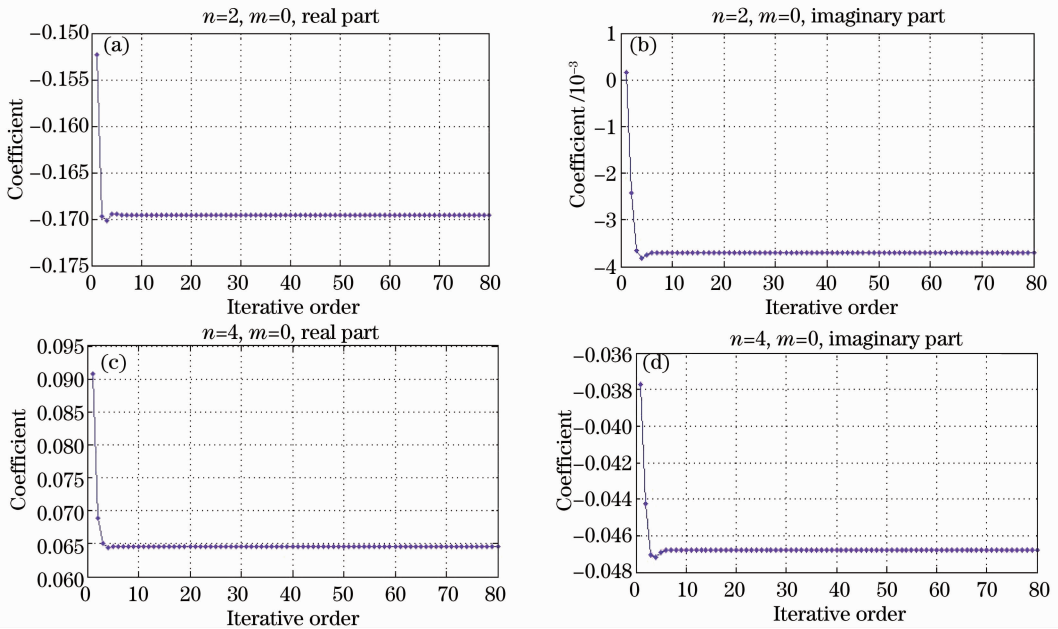 n=2, m=0, real part
(a)
−0.150
−0.155
−0.160
−0.165
−0.170
−0.175
Coefficient
0 10 20 30 40 50 60 70 80
Iterative order
n=2, m=0, imaginary part
(b)
1
0
−1
−2
−3
−4
Coefficient /10⁻³
0 10 20 30 40 50 60 70 80
Iterative order
n=4, m=0, real part
(c)
0.095
0.090
0.085
0.080
0.075
0.070
0.065
0.060
Coefficient
0 10 20 30 40 50 60 70 80
Iterative order
n=4, m=0, imaginary part
(d)
−0.036
−0.038
−0.040
−0.042
−0.044
−0.046
−0.048
Coefficient
0 10 20 30 40 50 60 70 80
Iterative order